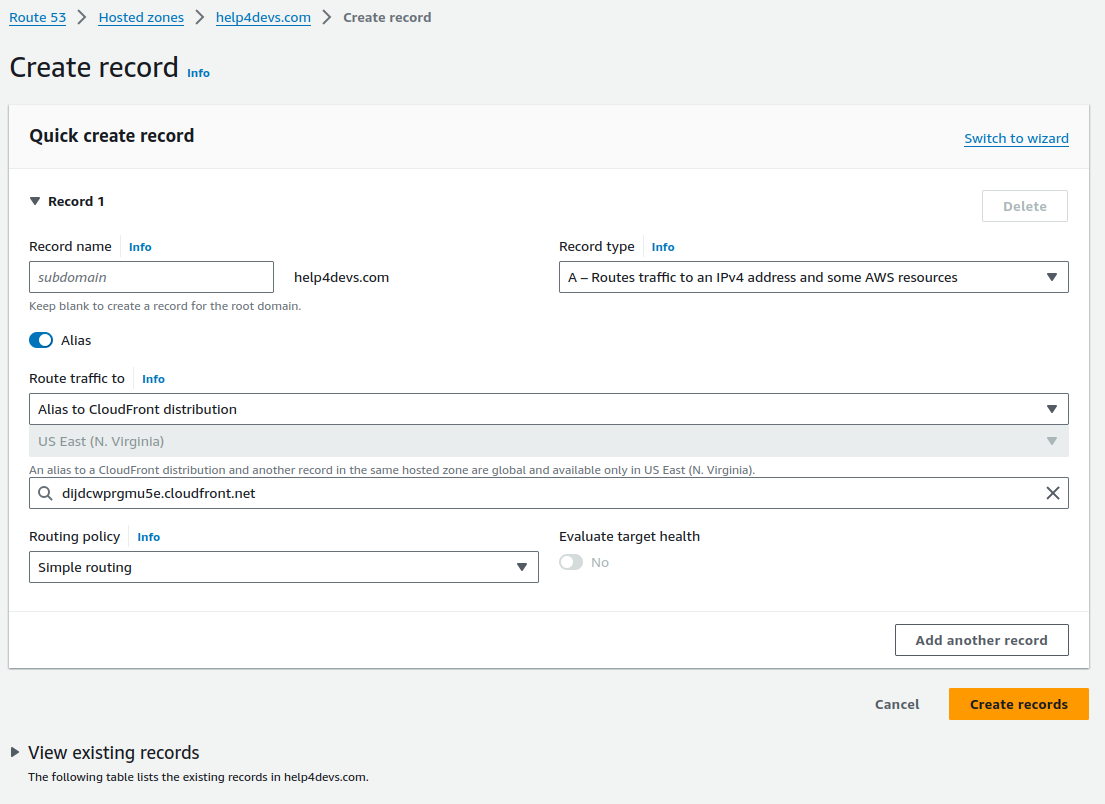 Route 53 > Hosted zones > help4devs.com > Create record
Create record Info
Quick create record
Switch to wizard
Record 1
Delete
Record name Info
Record type Info
subdomain
help4devs.com
A – Routes traffic to an IPv4 address and some AWS resources
Keep blank to create a record for the root domain.
Alias
Route traffic to Info
Alias to CloudFront distribution
US East (N. Virginia)
An alias to a CloudFront distribution and another record in the same hosted zone are global and available only in US East (N. Virginia).
dijdcwprgmu5e.cloudfront.net
Routing policy Info
Evaluate target health
Simple routing
No
Add another record
Cancel
Create records
View existing records
The following table lists the existing records in help4devs.com.